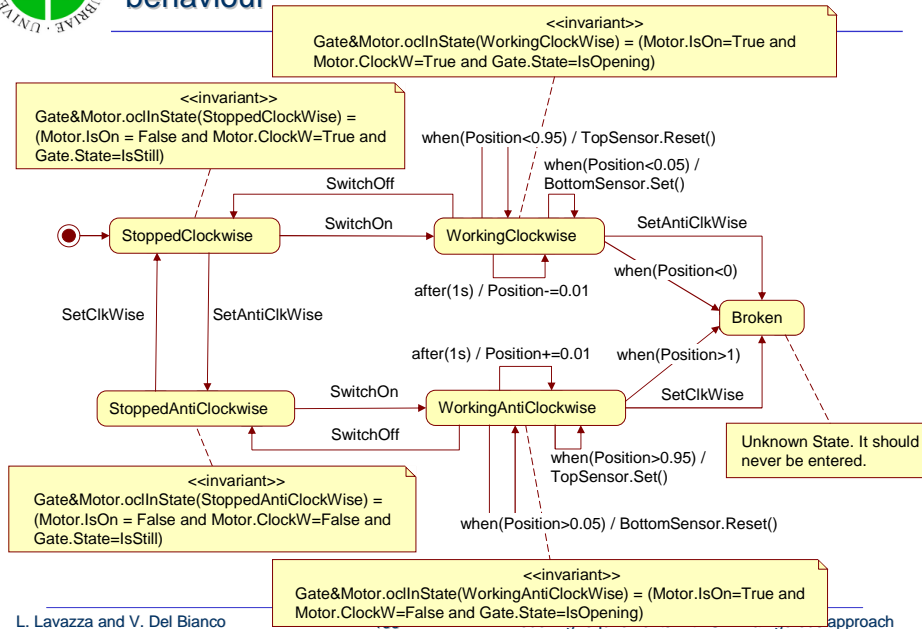 behaviour
UNIVE
BRIAE
<<invariant>>
Gate&Motor.oclInState(WorkingClockWise) = (Motor.IsOn=True and
Motor.ClockW=True and Gate.State=IsOpening)
<<invariant>>
Gate&Motor.oclInState(StoppedClockWise) =
(Motor.IsOn = False and Motor.ClockW=True and
Gate.State=IsStill)
when(Position<0.95) / TopSensor.Reset()
when(Position<0.05) /
BottomSensor.Set()
SwitchOff
SwitchOn
SetAntiClkWise
StoppedClockwise
WorkingClockwise
when(Position<0)
after(1s) / Position-=0.01
SetClkWise
SetAntiClkWise
Broken
after(1s) / Position+=0.01
when(Position>1)
SwitchOn
SetClkWise
StoppedAntiClockwise
WorkingAntiClockwise
SwitchOff
when(Position>0.95) /
TopSensor.Set()
Unknown State. It should
never be entered.
<<invariant>>
Gate&Motor.oclInState(StoppedAntiClockWise) =
(Motor.IsOn = False and Motor.ClockW=False and
Gate.State=IsStill)
when(Position>0.05) / BottomSensor.Reset()
<<invariant>>
Gate&Motor.oclInState(WorkingAntiClockWise) = (Motor.IsOn=True and
Motor.ClockW=False and Gate.State=IsOpening)
L. Lavazza and V. Del Bianco
approach